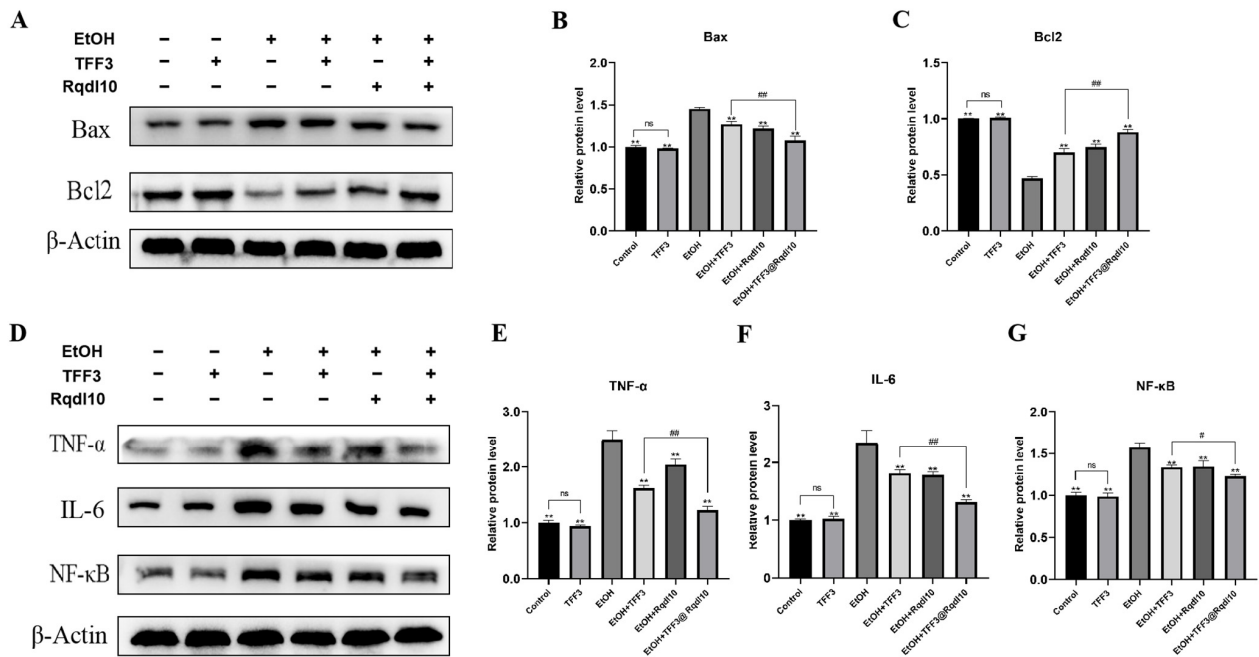 A
EtOH – – + + + +
TFF3 – + – + – +
Rqdl10 – – – – + +
Bax
Bcl2
β-Actin
B
Bax
Relative protein level
2.0
1.5
1.0
0.5
0.0
ns
##
** ** ** ** **
Control
TFF3
EtOH
EtOH+TFF3
EtOH+Rqdl10
EtOH+TFF3@Rqdl10
C
Bcl2
Relative protein level
1.5
1.0
0.5
0.0
ns
##
** ** ** ** **
Control
TFF3
EtOH
EtOH+TFF3
EtOH+Rqdl10
EtOH+TFF3@Rqdl10
D
EtOH – – + + + +
TFF3 – + – + – +
Rqdl10 – – – – + +
TNF-α
IL-6
NF-κB
β-Actin
E
TNF-α
Relative protein level
3.0
2.0
1.0
0.0
ns
##
** ** ** ** **
Control
TFF3
EtOH
EtOH+TFF3
EtOH+Rqdl10
EtOH+TFF3@Rqdl10
F
IL-6
Relative protein level
3
2
1
0
ns
##
** ** ** ** **
Control
TFF3
EtOH
EtOH+TFF3
EtOH+Rqdl10
EtOH+TFF3@Rqdl10
G
NF-κB
Relative protein level
2.0
1.5
1.0
0.5
0.0
ns
#
** ** ** ** **
Control
TFF3
EtOH
EtOH+TFF3
EtOH+Rqdl10
EtOH+TFF3@Rqdl10